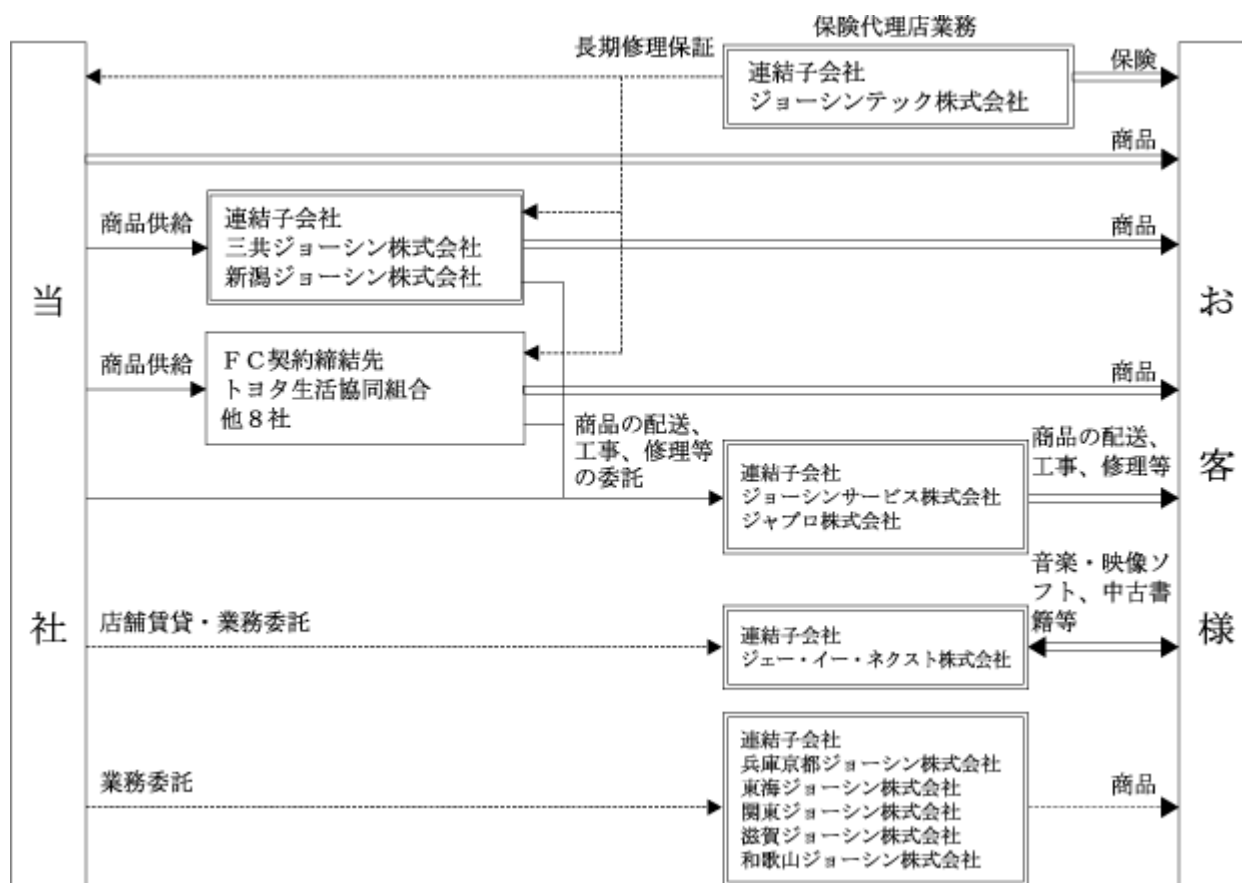 保険代理店業務
長期修理保証
連結子会社
ジョーシンテック株式会社
保険
商品
商品供給
連結子会社
三共ジョーシン株式会社
新潟ジョーシン株式会社
商品
当社
お客様
商品供給
ＦＣ契約締結先
トヨタ生活協同組合
他８社
商品
商品の配送、
工事、修理等
の委託
連結子会社
ジョーシンサービス株式会社
ジャプロ株式会社
商品の配送、
工事、修理等
店舗賃貸・業務委託
連結子会社
ジェー・イー・ネクスト株式会社
音楽・映像ソ
フト、中古書
籍等
業務委託
連結子会社
兵庫京都ジョーシン株式会社
東海ジョーシン株式会社
関東ジョーシン株式会社
滋賀ジョーシン株式会社
和歌山ジョーシン株式会社
商品